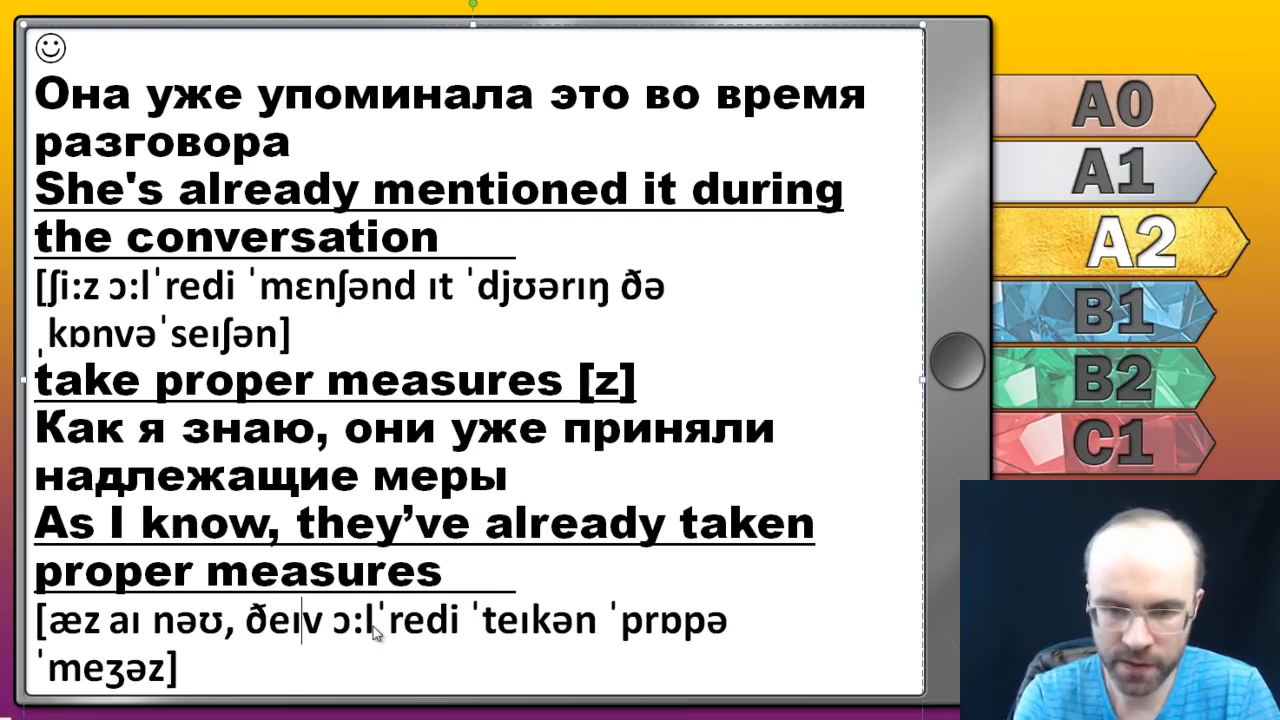 ☺
Она уже упоминала это во время
разговора
She's already mentioned it during
the conversation
[ʃi:z ɔ:lˈredi ˈmɛnʃənd ɪt ˈdjʊərɪŋ ðə
ˌkɒnvəˈseɪʃən]
take proper measures [z]
Как я знаю, они уже приняли
надлежащие меры
As I know, they’ve already taken
proper measures
[æz aɪ nəʊ, ðeɪv ɔ:lˈredi ˈteɪkən ˈprɒpə
ˈmeʒəz]
A0
A1
A2
B1
B2
C1